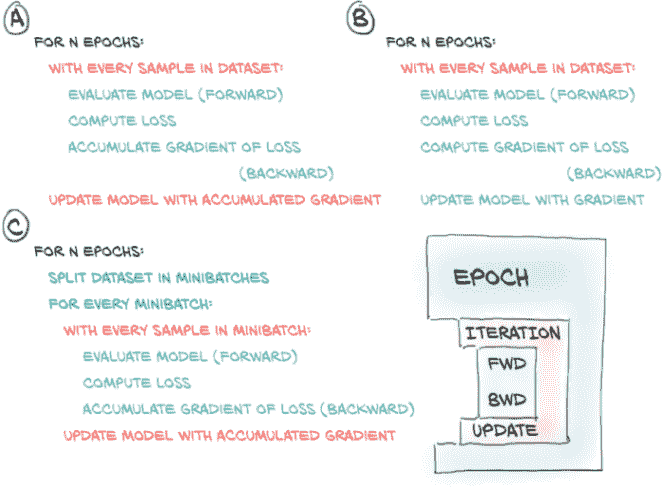 A
FOR N EPOCHS:
WITH EVERY SAMPLE IN DATASET:
EVALUATE MODEL (FORWARD)
COMPUTE LOSS
ACCUMULATE GRADIENT OF LOSS
(BACKWARD)
UPDATE MODEL WITH ACCUMULATED GRADIENT
B
FOR N EPOCHS:
WITH EVERY SAMPLE IN DATASET:
EVALUATE MODEL (FORWARD)
COMPUTE LOSS
COMPUTE GRADIENT OF LOSS
(BACKWARD)
UPDATE MODEL WITH GRADIENT
C
FOR N EPOCHS:
SPLIT DATASET IN MINIBATCHES
FOR EVERY MINIBATCH:
WITH EVERY SAMPLE IN MINIBATCH:
EVALUATE MODEL (FORWARD)
COMPUTE LOSS
ACCUMULATE GRADIENT OF LOSS (BACKWARD)
UPDATE MODEL WITH ACCUMULATED GRADIENT
EPOCH
ITERATION
FWD
BWD
UPDATE